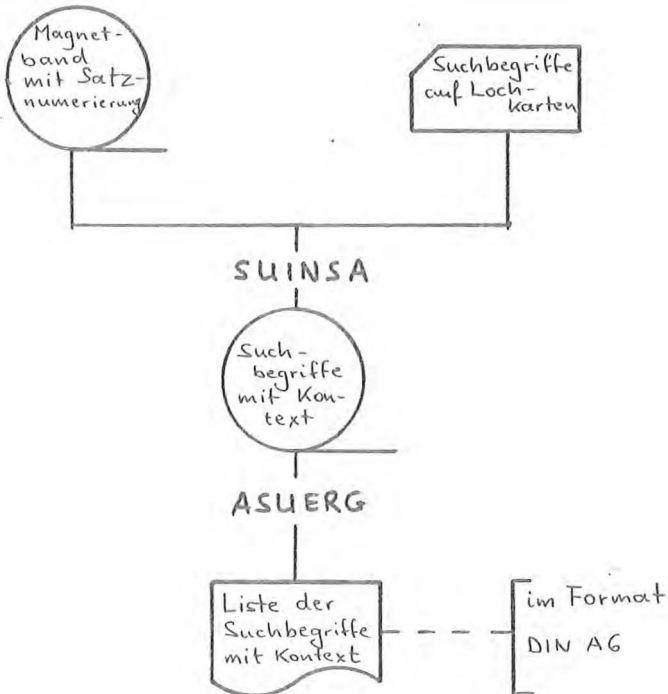 Magnet-
band
mit Satz-
numerierung
Suchbegriffe
auf Loch-
karten
SUINSA
Such-
begriffe
mit Kon-
text
ASUERG
Liste der
Suchbegriffe
mit Kontext
im Format
DIN A6